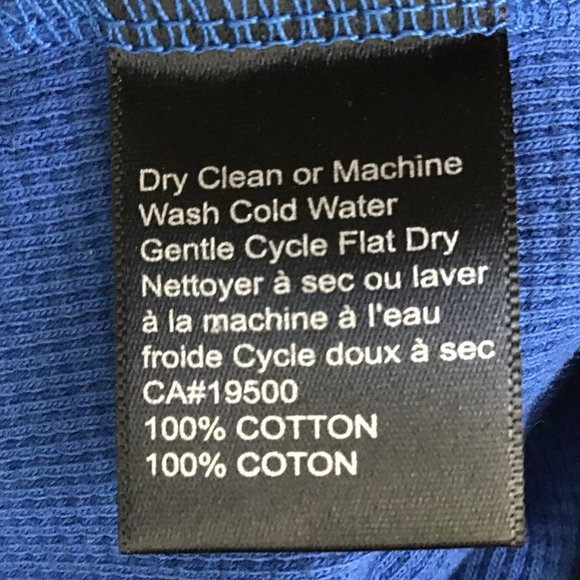 Dry Clean or Machine
Wash Cold Water
Gentle Cycle Flat Dry
Nettoyer à sec ou laver
à la machine à l'eau
froide Cycle doux à sec
CA#19500
100% COTTON
100% COTON